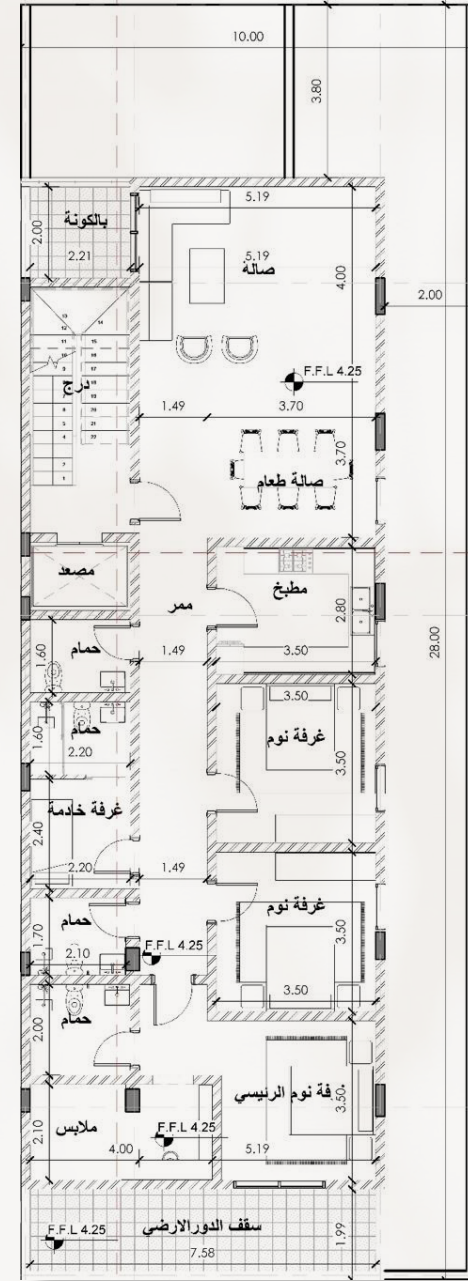 10.00
3.80
5.19
بالكونة
2.00
2.21
5.19
صالة
4.00
2.00
درج
F.F.L 4.25
1.49
3.70
3.70
صالة طعام
مصعد
مطبخ
ممر
2.80
28.00
حمام
1.60
1.49
3.50
3.50
حمام
1.60
2.20
غرفة نوم
3.50
غرفة خادمة
2.40
2.20
1.49
غرفة نوم
حمام
1.70
2.10
F.F.L 4.25
3.50
3.50
حمام
2.00
فة نوم الرئيسي
3.50
ملابس
2.10
F.F.L 4.25
4.00
5.19
سقف الدورالارضي
F.F.L 4.25
7.58
1.99